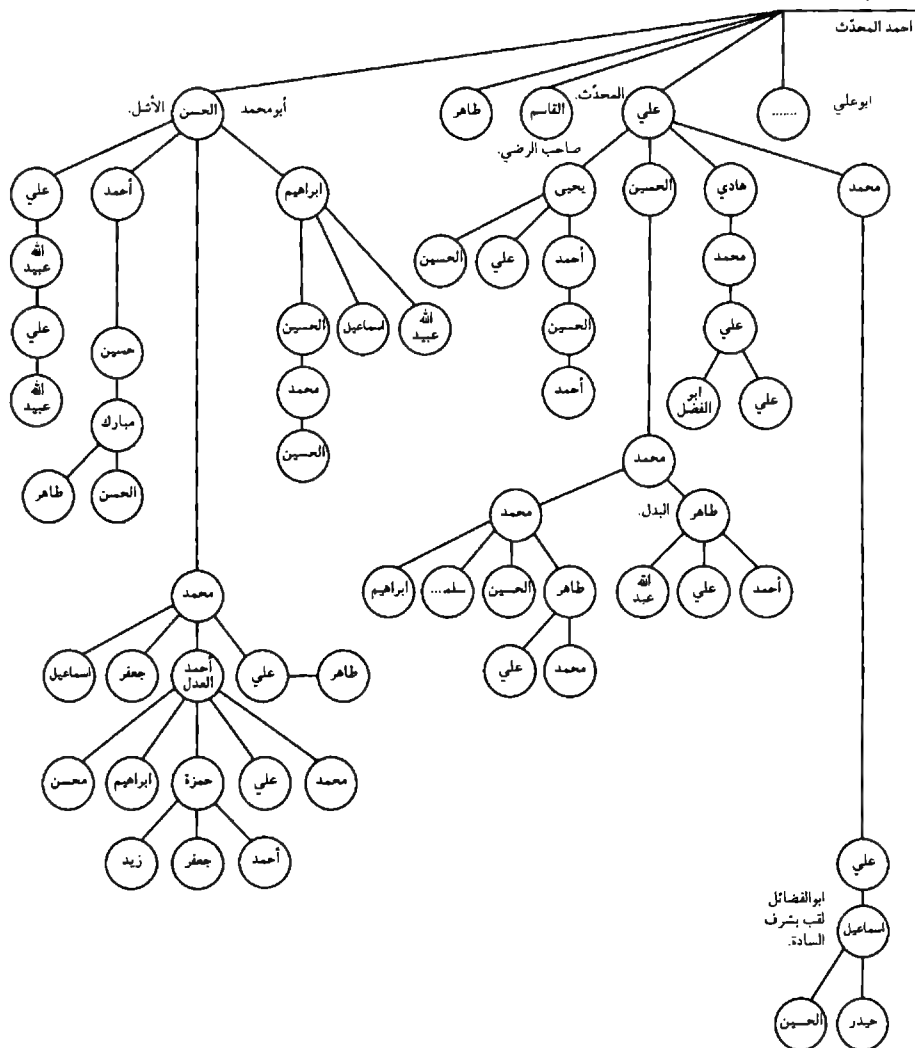 احمد المحدّث
ابوعلي
.......
علي
المحدّث.
القاسم
طاهر
أبومحمد
الحسن
الأشل.
صاحب الرضي.
محمد
هادي
الحسين
يحيى
ابراهيم
أحمد
علي
محمد
أحمد
علي
الحسين
عبيد الله
علي
عبيد الله
اسماعيل
الحسين
حسين
علي
الحسين
علي
ابو الفضل
أحمد
محمد
مبارك
عبيد الله
محمد
الحسين
الحسن
طاهر
طاهر
البدل.
محمد
أحمد
علي
عبد الله
طاهر
الحسين
سلمه....
ابراهيم
محمد
محمد
علي
طاهر
علي
أحمد العدل
جعفر
اسماعيل
محمد
علي
حمزة
ابراهيم
محسن
أحمد
جعفر
زيد
علي
ابوالفضائل
لقب بشرف
السادة.
اسماعيل
حيدر
الحسين